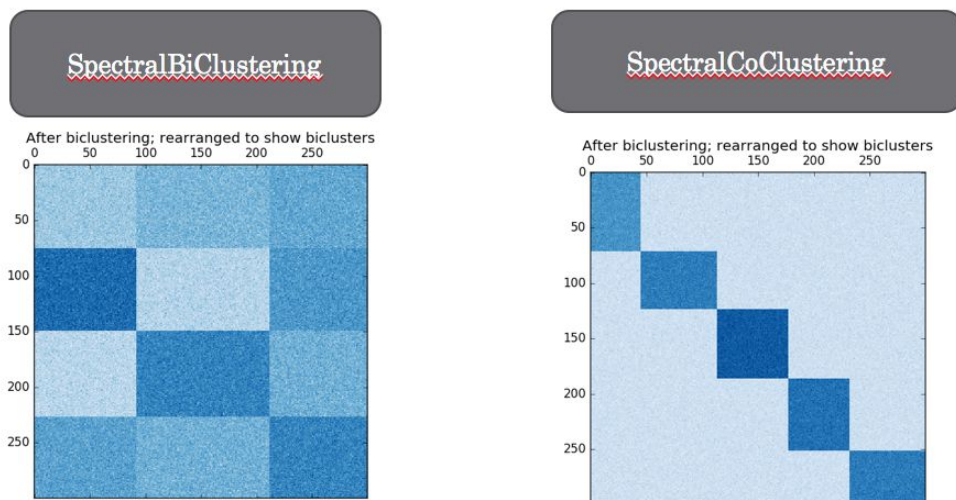 SpectralBiClustering
After biclustering; rearranged to show biclusters
0 50 100 150 200 250
0
50
100
150
200
250
SpectralCoClustering
After biclustering; rearranged to show biclusters
0 50 100 150 200 250
0
50
100
150
200
250